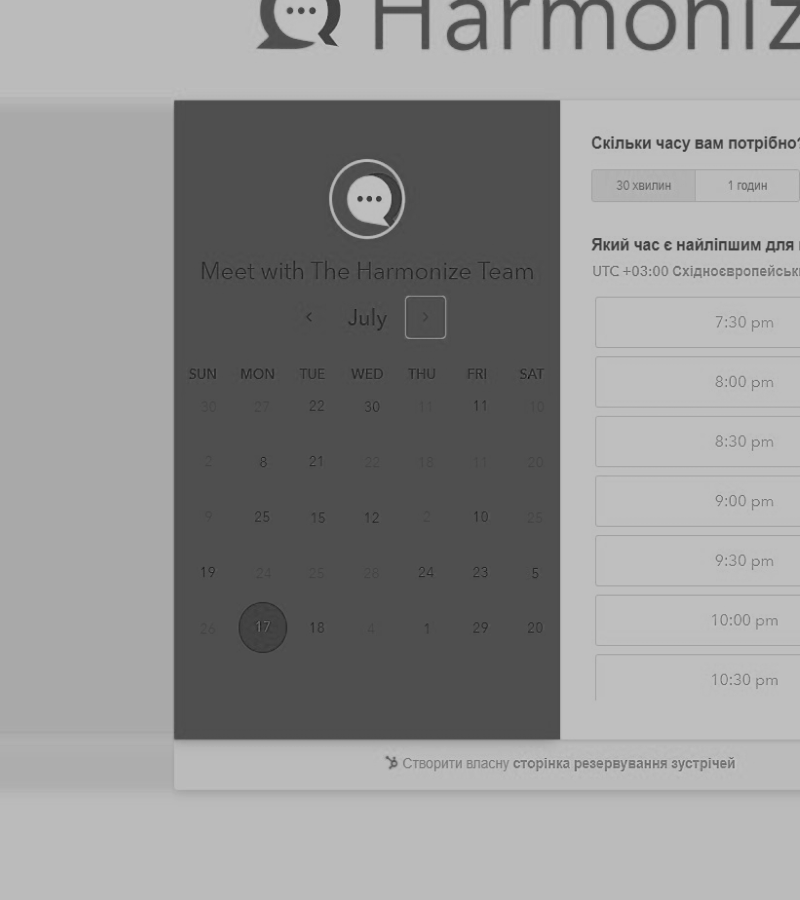 Harmoniz
Meet with The Harmonize Team
July
SUN MON TUE WED THU FRI SAT
30 27 22 30 11 11 10
2 8 21 22 18 11 20
9 25 15 12 2 10 25
19 24 25 28 24 23 5
26 17 18 4 1 29 20
Скільки часу вам потрібно?
30 хвилин 1 годин
Який час є найліпшим для
UTC +03:00 Східноєвропейськ
7:30 pm
8:00 pm
8:30 pm
9:00 pm
9:30 pm
10:00 pm
10:30 pm
Створити власну сторінка резервування зустрічей